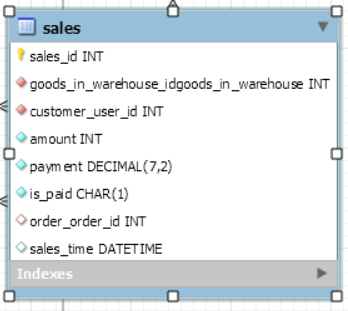 sales
sales_id INT
goods_in_warehouse_idgoods_in_warehouse INT
customer_user_id INT
amount INT
payment DECIMAL(7,2)
is_paid CHAR(1)
order_order_id INT
sales_time DATETIME
Indexes